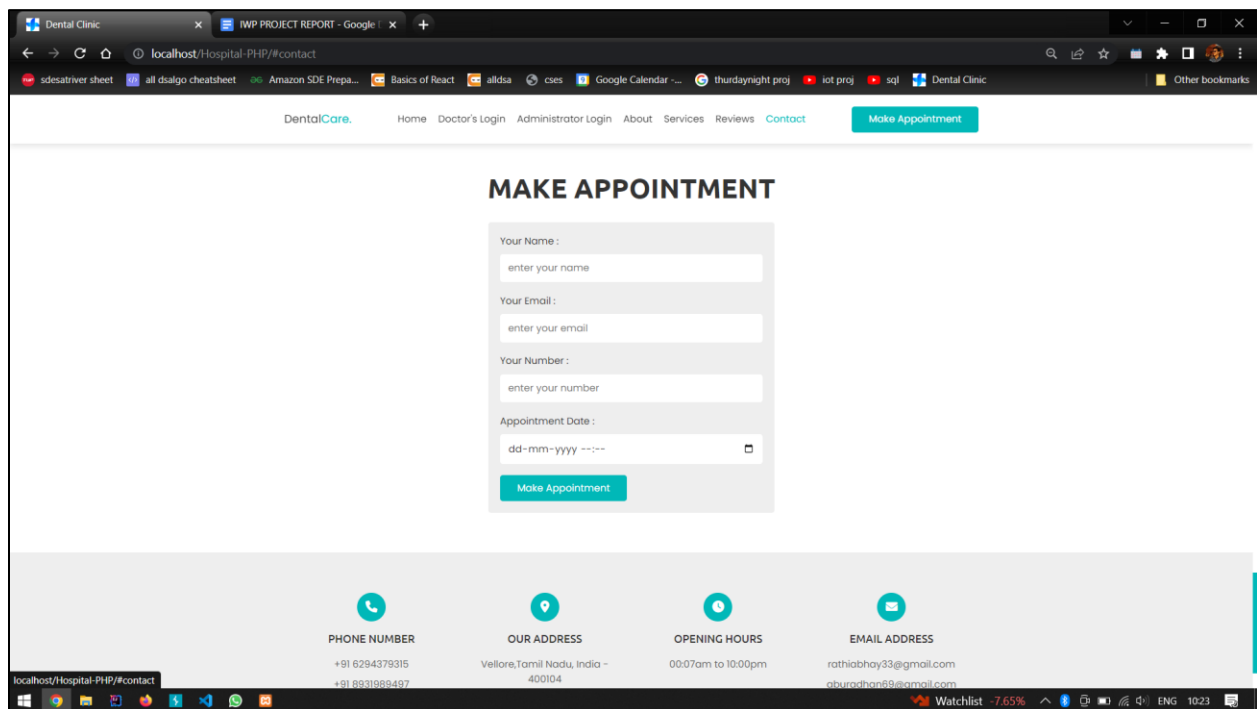 Dental Clinic
IWP PROJECT REPORT - Google
localhost/Hospital-PHP/#contact
sdesatriver sheet all dsalgo cheatsheet Amazon SDE Prepa... Basics of React alldsa cses Google Calendar -... thurdaynight proj iot proj sql Dental Clinic Other bookmarks
DentalCare. Home Doctor's Login Administrator Login About Services Reviews Contact Make Appointment
MAKE APPOINTMENT
Your Name :
enter your name
Your Email :
enter your email
Your Number :
enter your number
Appointment Date :
dd-mm-yyyy --:--
Make Appointment
PHONE NUMBER OUR ADDRESS OPENING HOURS EMAIL ADDRESS
+91 6294379315 Vellore,Tamil Nadu, India - 00:07am to 10:00pm rathiabhay33@gmail.com
400104
+91 8931989497 aburadhan69@gmail.com
localhost/Hospital-PHP/#contact
Watchlist -7.65% ENG 10:23